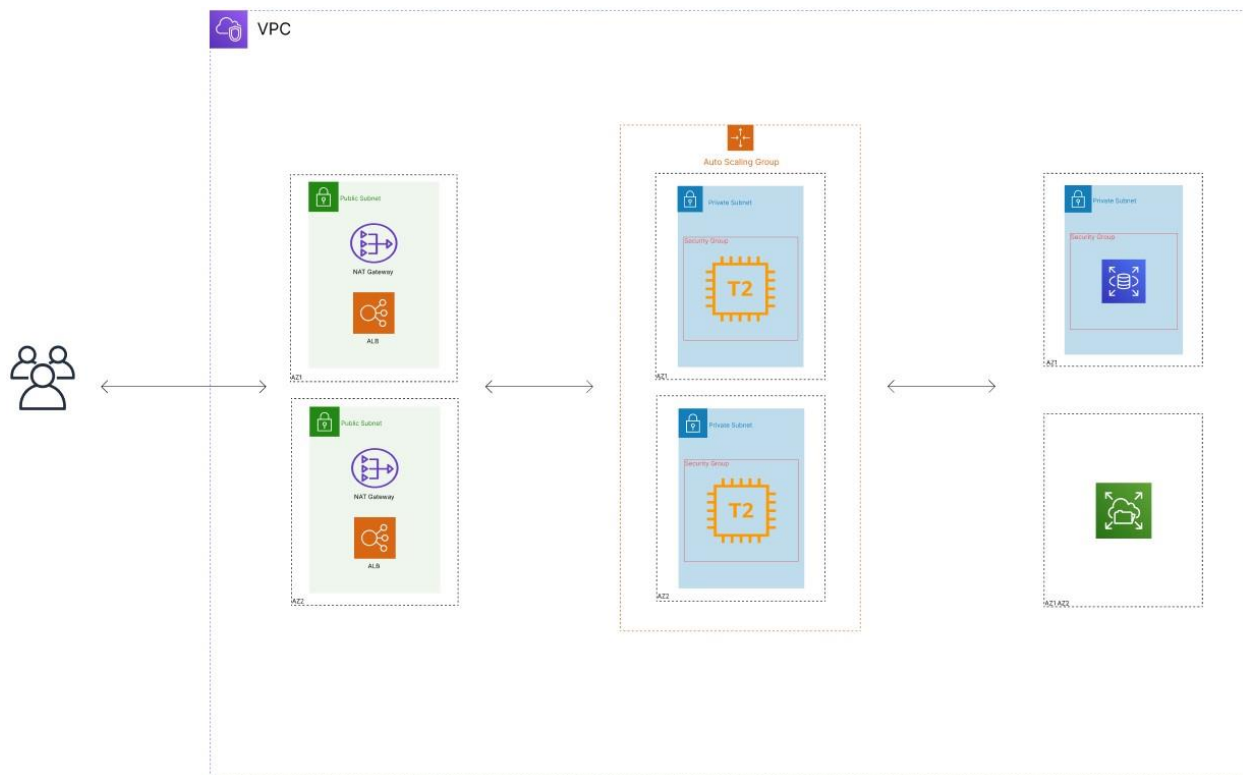 VPC
Public Subnet
NAT Gateway
ALB
AZ1
Public Subnet
NAT Gateway
ALB
AZ2
Auto Scaling Group
Private Subnet
Security Group
T2
AZ1
Private Subnet
Security Group
T2
AZ2
Private Subnet
Security Group
AZ1
AZ1 AZ2